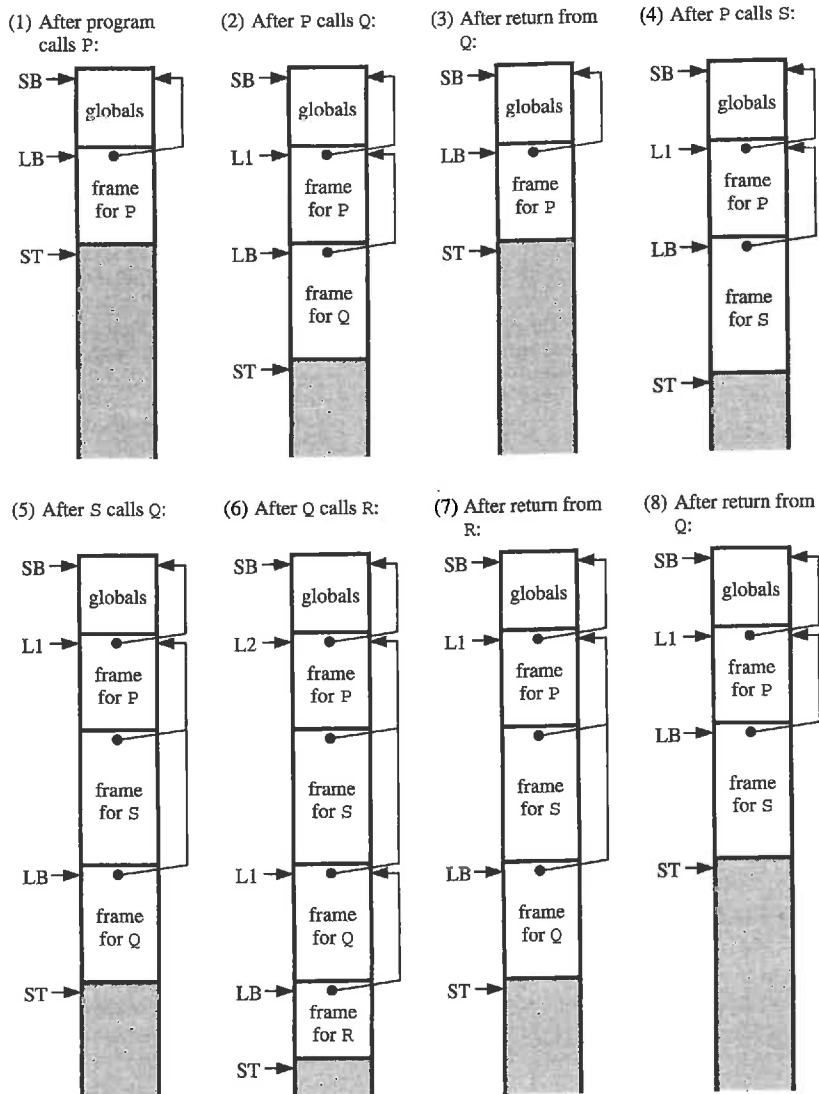 (1) After program
calls P:
SB
globals
LB
frame
for P
ST
(2) After P calls Q:
SB
globals
L1
frame
for P
LB
frame
for Q
ST
(3) After return from
Q:
SB
globals
LB
frame
for P
ST
(4) After P calls S:
SB
globals
L1
frame
for P
LB
frame
for S
ST
(5) After S calls Q:
SB
globals
L1
frame
for P
frame
for S
LB
frame
for Q
ST
(6) After Q calls R:
SB
globals
L2
frame
for P
frame
for S
L1
frame
for Q
LB
frame
for R
ST
(7) After return from
R:
SB
globals
L1
frame
for P
frame
for S
LB
frame
for Q
ST
(8) After return from
Q:
SB
globals
L1
frame
for P
LB
frame
for S
ST